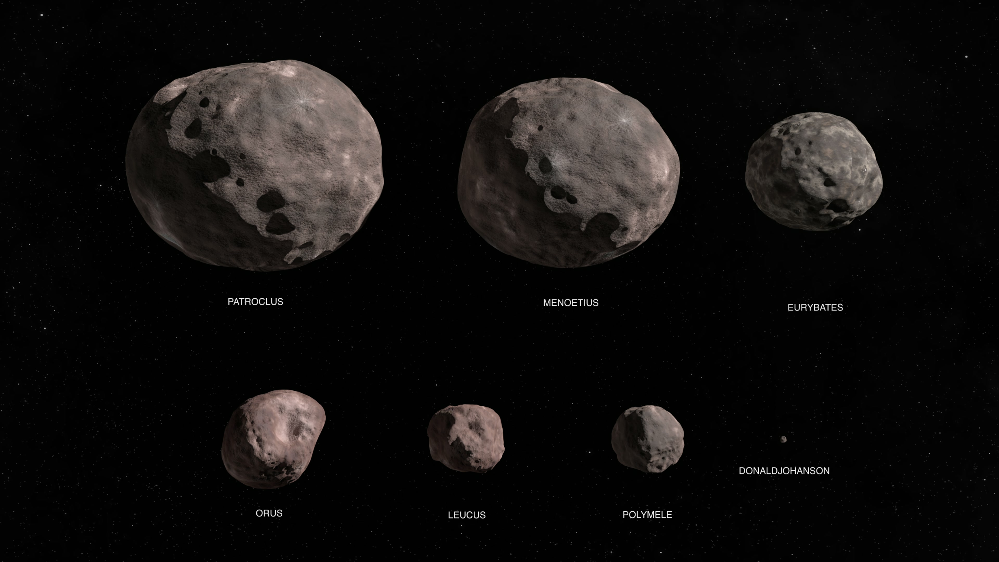 PATROCLUS
MENOETIUS
EURYBATES
ORUS
LEUCUS
POLYMELE
DONALDJOHANSON